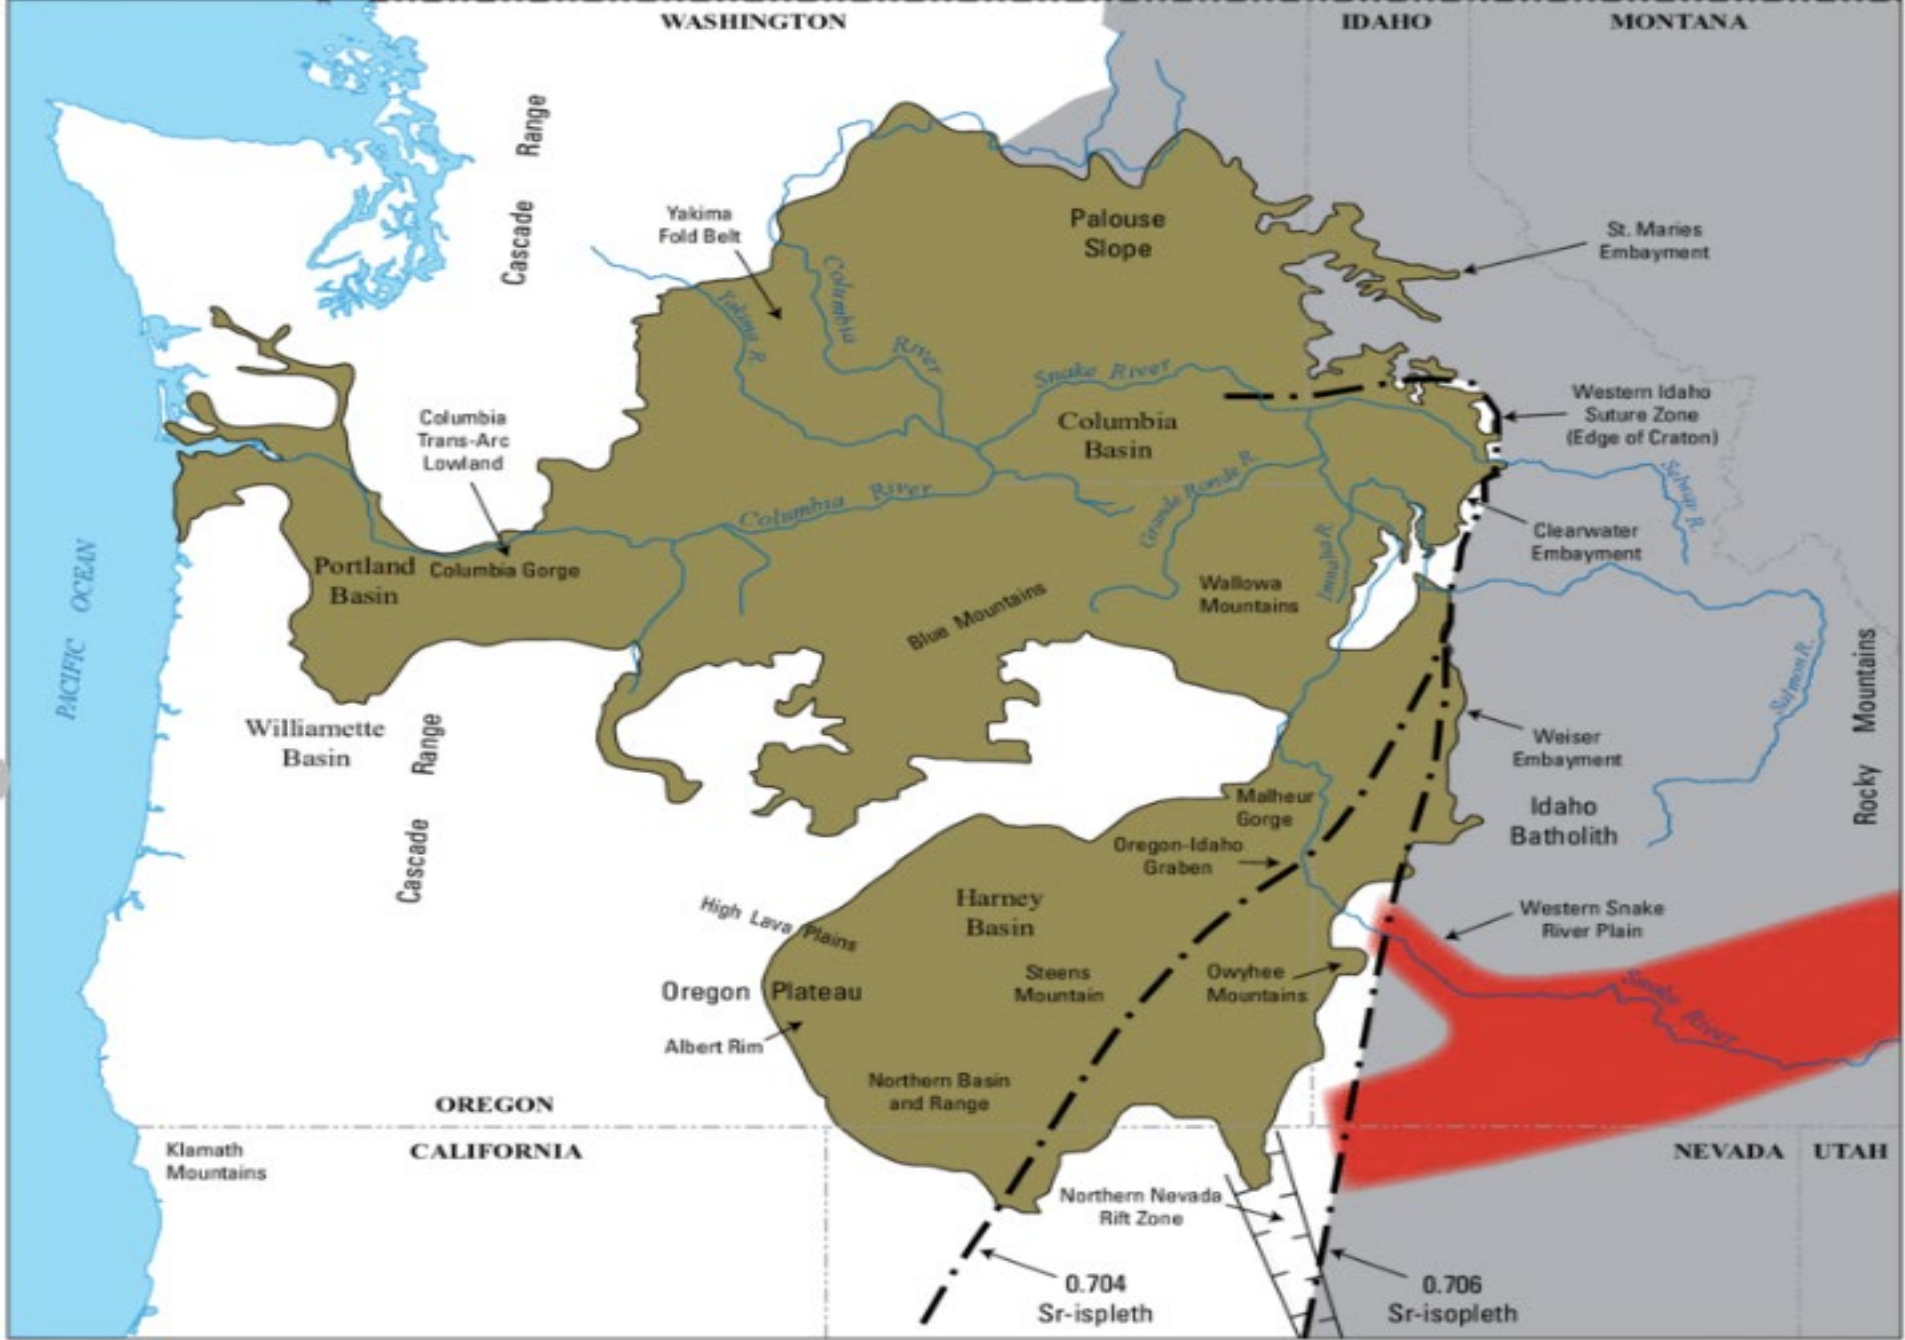 WASHINGTON
IDAHO
MONTANA
Cascade Range
Yakima
Fold Belt
Palouse
Slope
St. Maries
Embayment
Columbia
River
Yakima R.
Snake River
Columbia
Trans-Arc
Lowland
Columbia
Basin
Western Idaho
Suture Zone
(Edge of Craton)
Selway R.
Columbia River
Grande Ronde R.
Clearwater
Embayment
Imnaha R.
PACIFIC OCEAN
Portland
Basin
Columbia Gorge
Wallowa
Mountains
Blue Mountains
Salmon R.
Rocky Mountains
Williamette
Basin
Cascade Range
Weiser
Embayment
Malheur
Gorge
Idaho
Batholith
Oregon-Idaho
Graben
High Lava Plains
Harney
Basin
Western Snake
River Plain
Oregon Plateau
Steens
Mountain
Owyhee
Mountains
Snake River
Albert Rim
Northern Basin
and Range
OREGON
CALIFORNIA
Klamath
Mountains
NEVADA
UTAH
Northern Nevada
Rift Zone
0.704
Sr-ispleth
0.706
Sr-isopleth